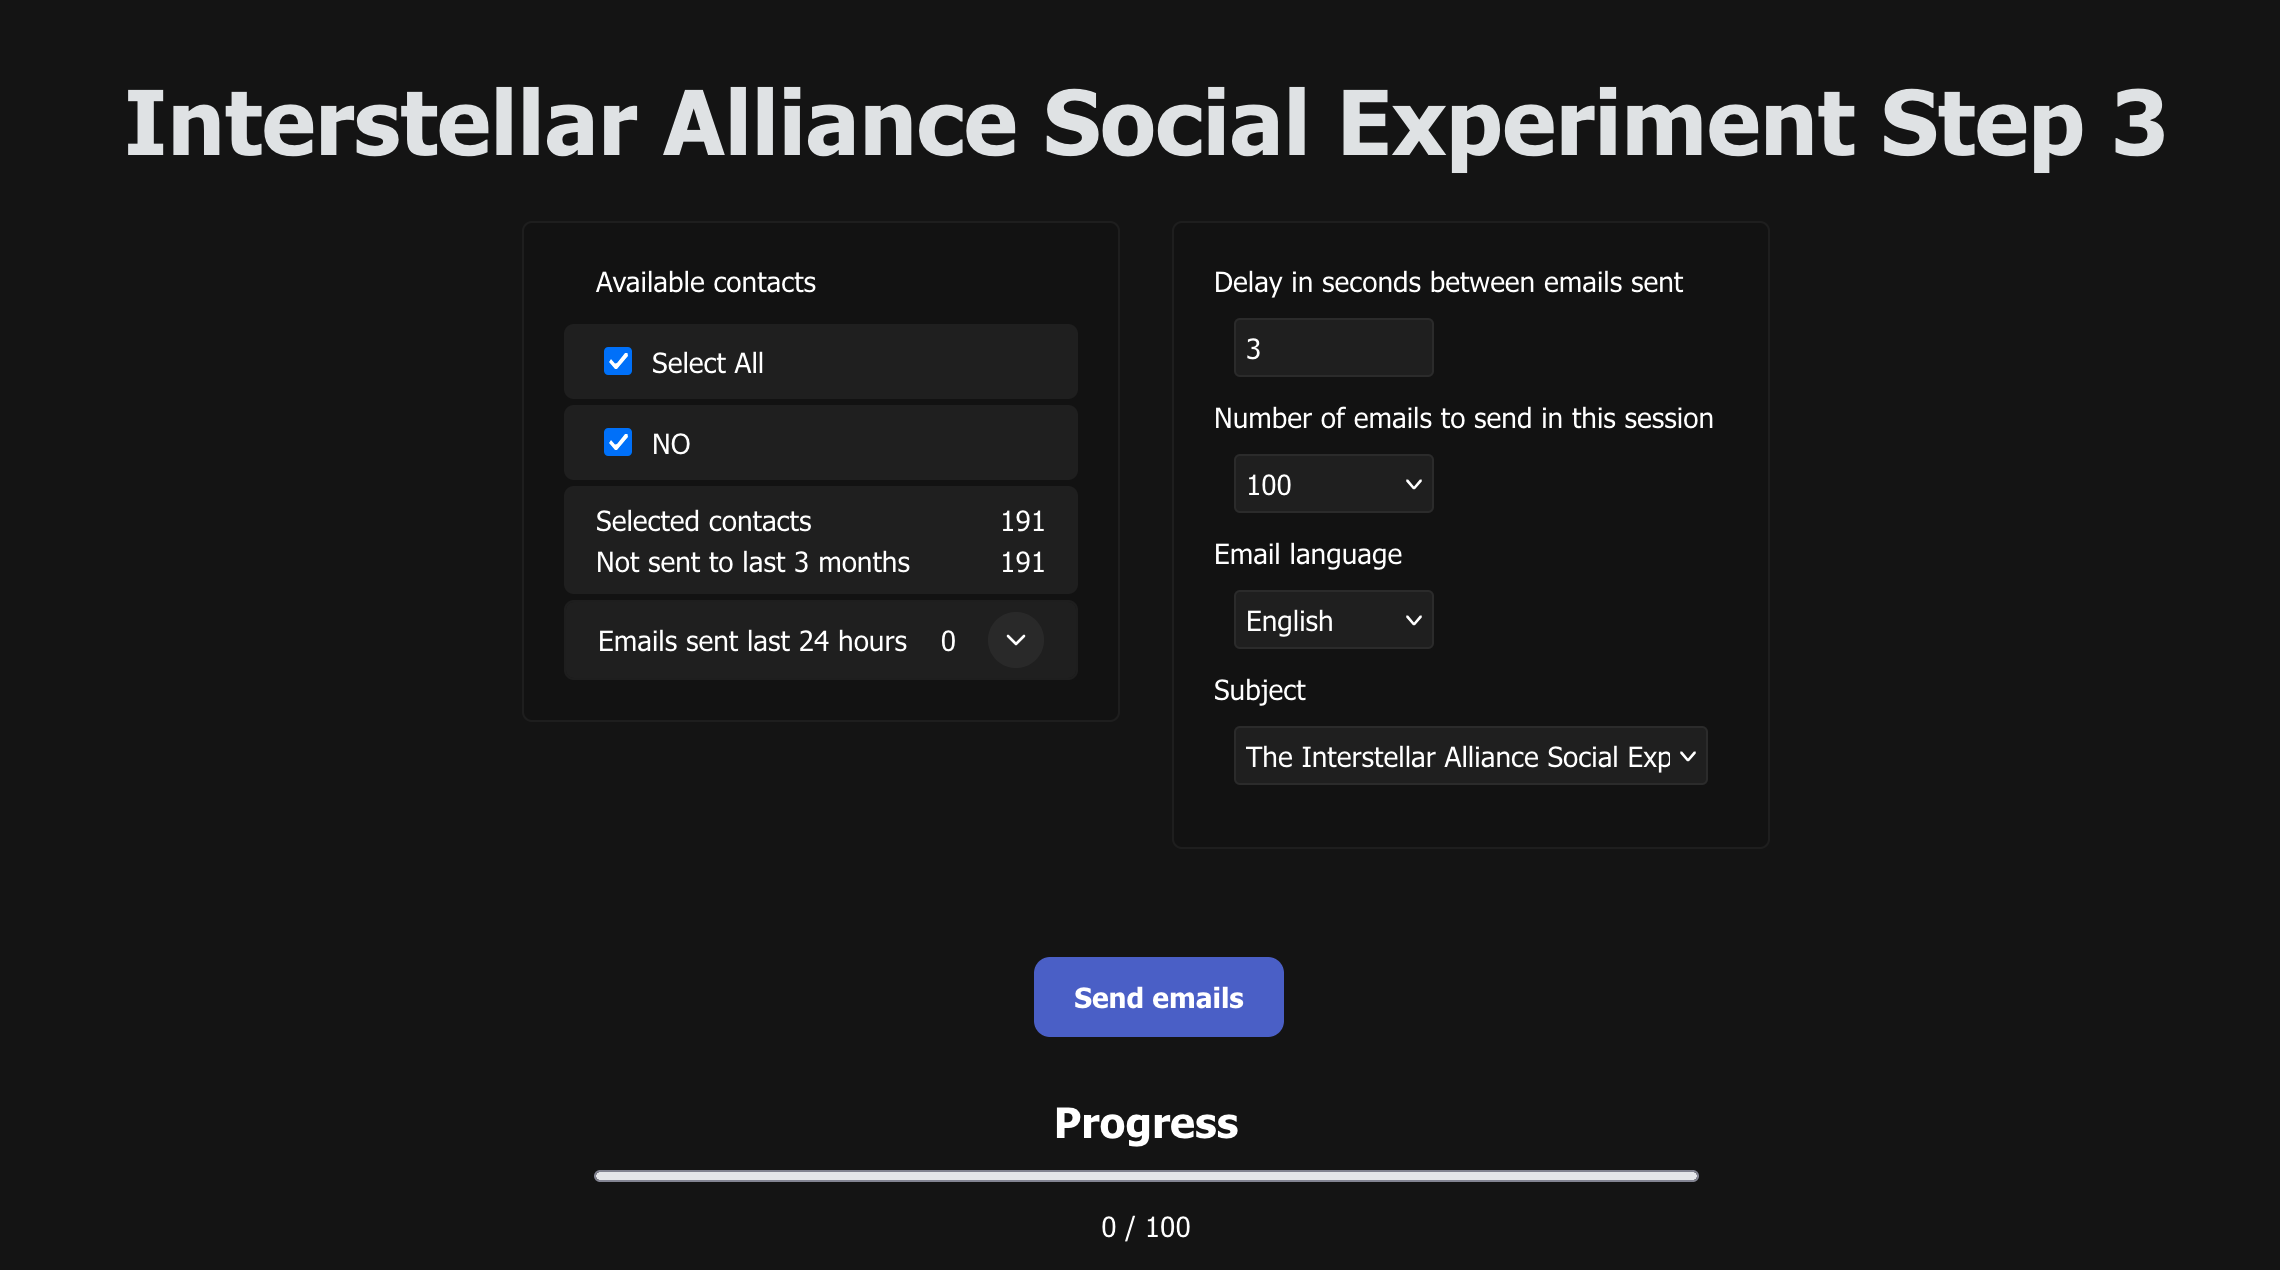 Interstellar Alliance Social Experiment Step 3
Available contacts
Select All
NO
Selected contacts 191
Not sent to last 3 months 191
Emails sent last 24 hours 0
Delay in seconds between emails sent
3
Number of emails to send in this session
100
Email language
English
Subject
The Interstellar Alliance Social Exp
Send emails
Progress
0 / 100